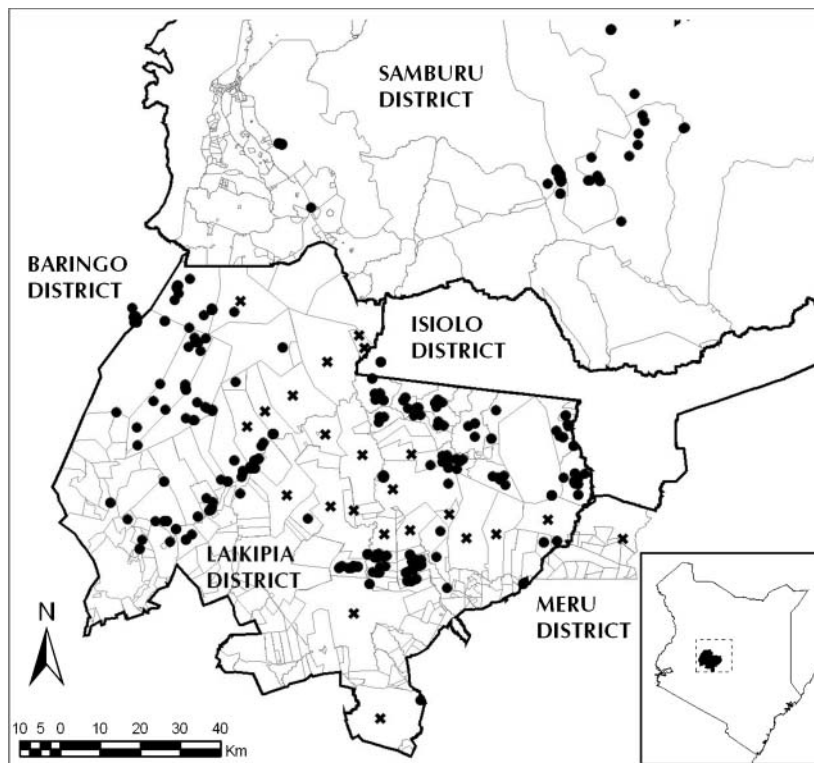 SAMBURU
DISTRICT
BARINGO
DISTRICT
ISIOLO
DISTRICT
LAIKIPIA
DISTRICT
MERU
DISTRICT
N
10 5 0 10 20 30 40
Km